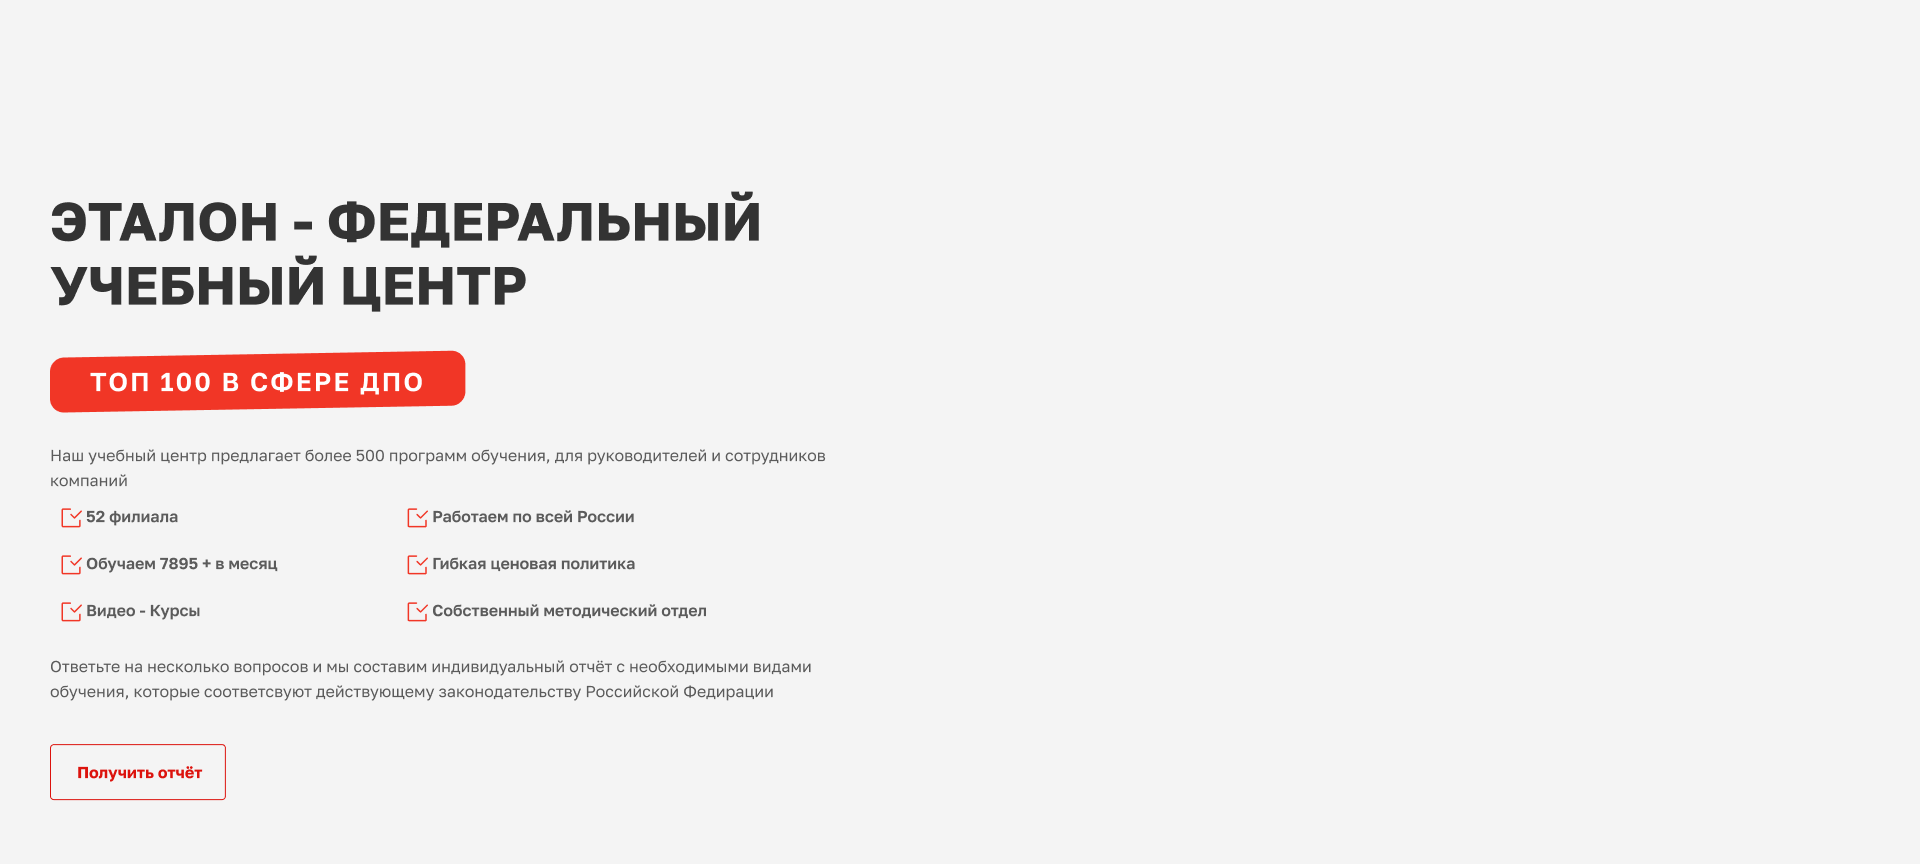 ЭТАЛОН - ФЕДЕРАЛЬНЫЙ
УЧЕБНЫЙ ЦЕНТР
ТОП 100 В СФЕРЕ ДПО
Наш учебный центр предлагает более 500 программ обучения, для руководителей и сотрудников
компаний
52 филиала
Работаем по всей России
Обучаем 7895 + в месяц
Гибкая ценовая политика
Видео - Курсы
Собственный методический отдел
Ответьте на несколько вопросов и мы составим индивидуальный отчёт с необходимыми видами
обучения, которые соответсвуют действующему законодательству Российской Федирации
Получить отчёт